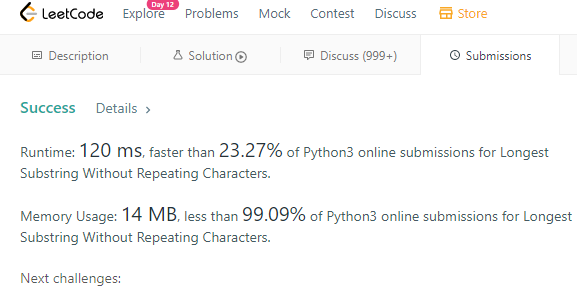 LeetCode Explore Day 12 Problems Mock Contest Discuss Store
Description Solution Discuss (999+) Submissions
Success Details >
Runtime: 120 ms, faster than 23.27% of Python3 online submissions for Longest
Substring Without Repeating Characters.
Memory Usage: 14 MB, less than 99.09% of Python3 online submissions for Longest
Substring Without Repeating Characters.
Next challenges: